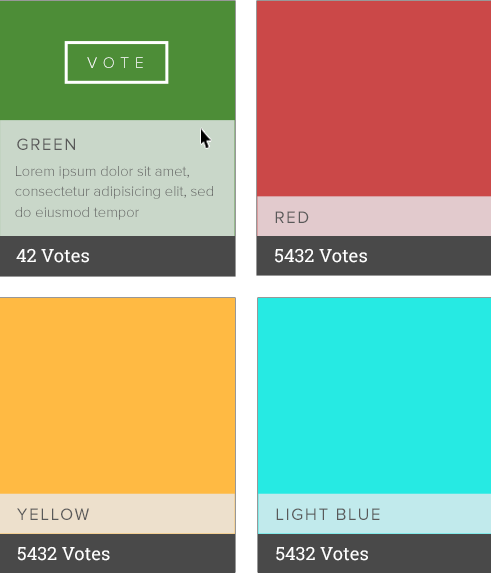 VOTE
GREEN
Lorem ipsum dolor sit amet,
consectetur adipisicing elit, sed
do eiusmod tempor
42 Votes
RED
5432 Votes
YELLOW
5432 Votes
LIGHT BLUE
5432 Votes